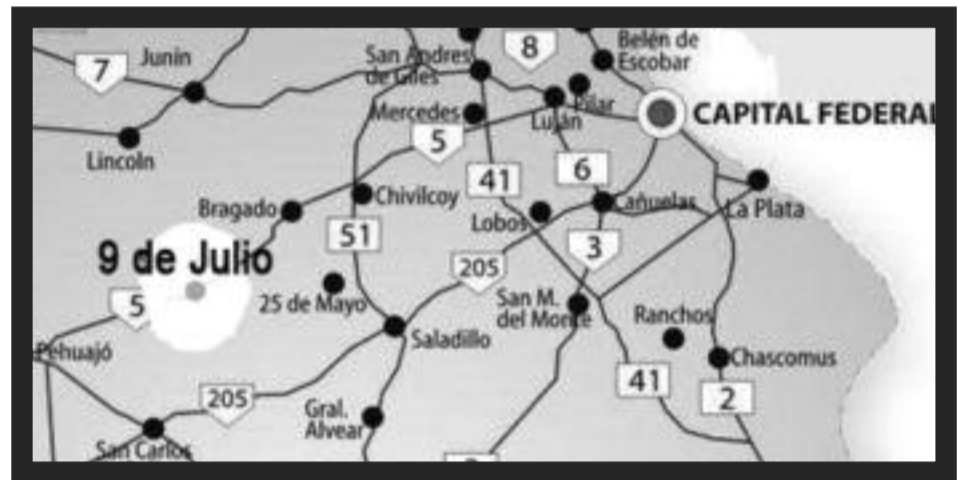 8
Belén de
Escobar
Junin
San Andres
de Giles
7
Pilar
CAPITAL FEDERAL
Mercedes
Luján
5
Lincoln
6
41
Chivilcoy
Cañuelas
La Plata
Bragado
Lobos
51
3
9 de Julio
205
5
25 de Mayo
San M.
del Monte
Ranchos
Saladillo
Pehuajó
Chascomus
41
2
205
Gral.
Alvear
San Carlos